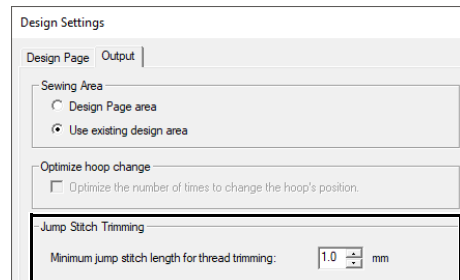 Design Settings
Design Page Output
Sewing Area
Design Page area
Use existing design area
Optimize hoop change
Optimize the number of times to change the hoop's position.
Jump Stitch Trimming
Minimum jump stitch length for thread trimming: 1.0 mm